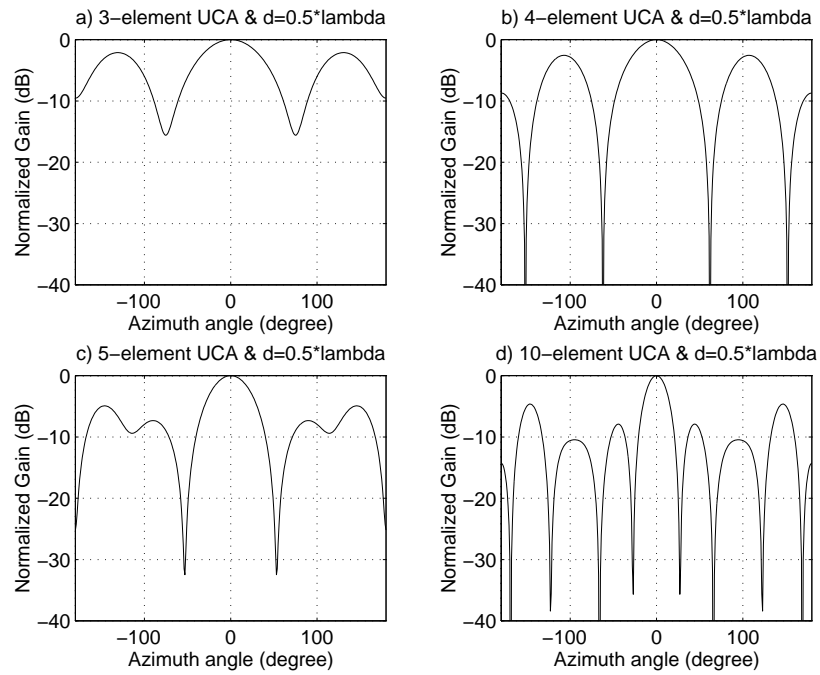 a) 3-element UCA & d=0.5*lambda
0
−10
−20
−30
−40
Normalized Gain (dB)
−100 0 100
Azimuth angle (degree)
b) 4-element UCA & d=0.5*lambda
0
−10
−20
−30
−40
Normalized Gain (dB)
−100 0 100
Azimuth angle (degree)
c) 5-element UCA & d=0.5*lambda
0
−10
−20
−30
−40
Normalized Gain (dB)
−100 0 100
Azimuth angle (degree)
d) 10-element UCA & d=0.5*lambda
0
−10
−20
−30
−40
Normalized Gain (dB)
−100 0 100
Azimuth angle (degree)